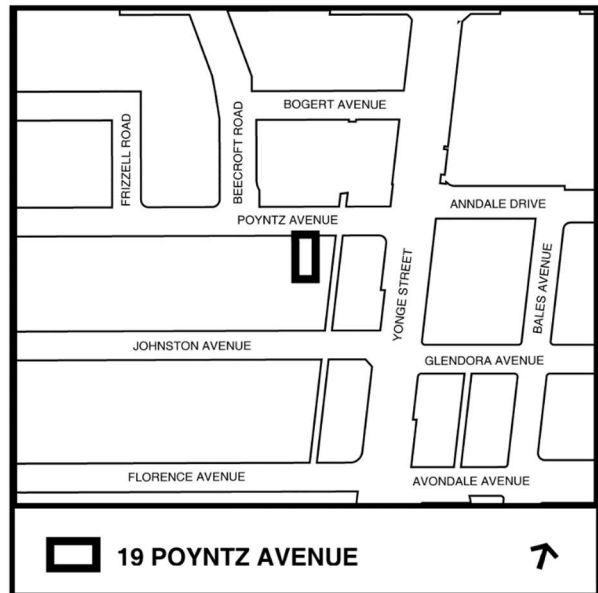 BOGERT AVENUE
FRIZZELL ROAD
BEECROFT ROAD
ANNDALE DRIVE
POYNTZ AVENUE
YONGE STREET
BALES AVENUE
JOHNSTON AVENUE
GLENDORA AVENUE
FLORENCE AVENUE
AVONDALE AVENUE
19 POYNTZ AVENUE